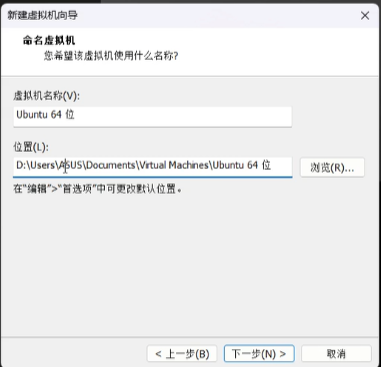 新建虚拟机向导
命名虚拟机
您希望该虚拟机使用什么名称?
虚拟机名称(V):
Ubuntu 64 位
位置(L):
D:\Users\ASUS\Documents\Virtual Machines\Ubuntu 64 位
浏览(R)...
在“编辑”>“首选项”中可更改默认位置。
< 上一步(B) 下一步(N) > 取消